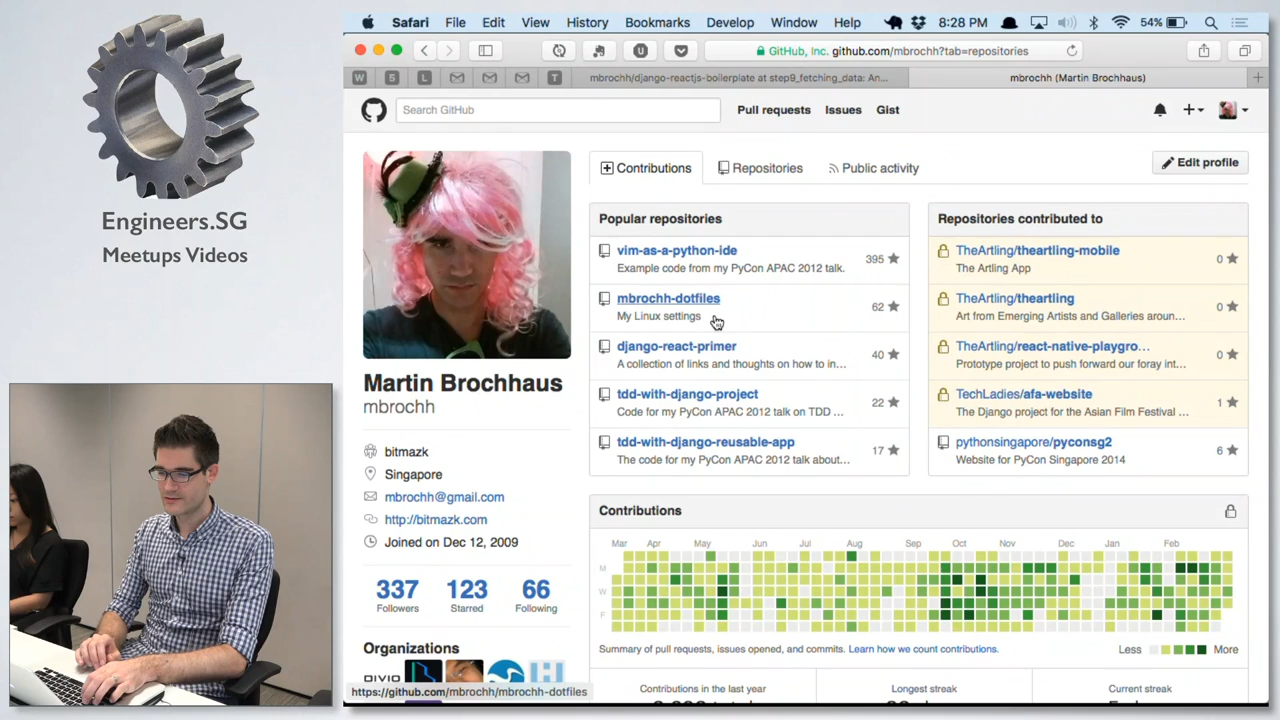 Engineers.SG
Meetups Videos
Safari File Edit View History Bookmarks Develop Window Help 8:28 PM 54%
GitHub, Inc. github.com/mbrochh?tab=repositories
W 5 L T mbrochh/django-reactjs-boilerplate at step9_fetching_data: An... mbrochh (Martin Brochhaus)
Search GitHub Pull requests Issues Gist
Contributions Repositories Public activity Edit profile
Martin Brochhaus
mbrochh
bitmazk
Singapore
mbrochh@gmail.com
http://bitmazk.com
Joined on Dec 12, 2009
337 123 66
Followers Starred Following
Organizations
DIVIO H
https://github.com/mbrochh/mbrochh-dotfiles
Popular repositories
vim-as-a-python-ide 395
Example code from my PyCon APAC 2012 talk.
mbrochh-dotfiles 62
My Linux settings
django-react-primer 40
A collection of links and thoughts on how to in...
tdd-with-django-project 22
Code for my PyCon APAC 2012 talk on TDD ...
tdd-with-django-reusable-app 17
The code for my PyCon APAC 2012 talk about...
Repositories contributed to
TheArtling/theartling-mobile 0
The Artling App
TheArtling/theartling 0
Art from Emerging Artists and Galleries aroun...
TheArtling/react-native-playgro... 0
Prototype project to push forward our foray int...
TechLadies/afa-website 1
The Django project for the Asian Film Festival ...
pythonsingapore/pyconsg2 6
Website for PyCon Singapore 2014
Contributions
Mar Apr May Jun Jul Aug Sep Oct Nov Dec Jan Feb
M
W
F
Summary of pull requests, issues opened, and commits. Learn how we count contributions. Less More
Contributions in the last year Longest streak Current streak